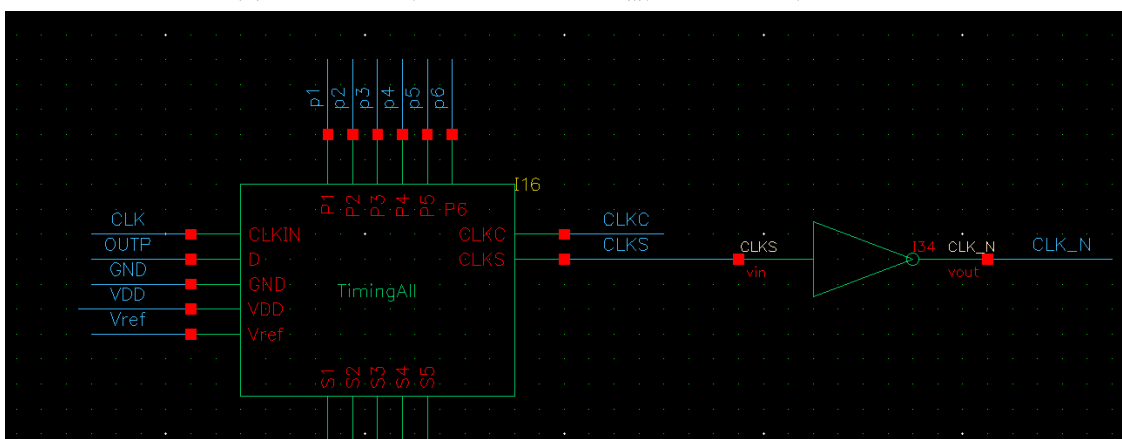 p1 p2 p3 p4 p5 p6
I16
P1 P2 P3 P4 P5 P6
CLK CLKIN CLKC CLKC
OUTP D CLKS CLKS CLKS I34 CLK_N CLK_N
GND GND vin vout
VDD VDD TimingAll
Vref Vref
S1 S2 S3 S4 S5